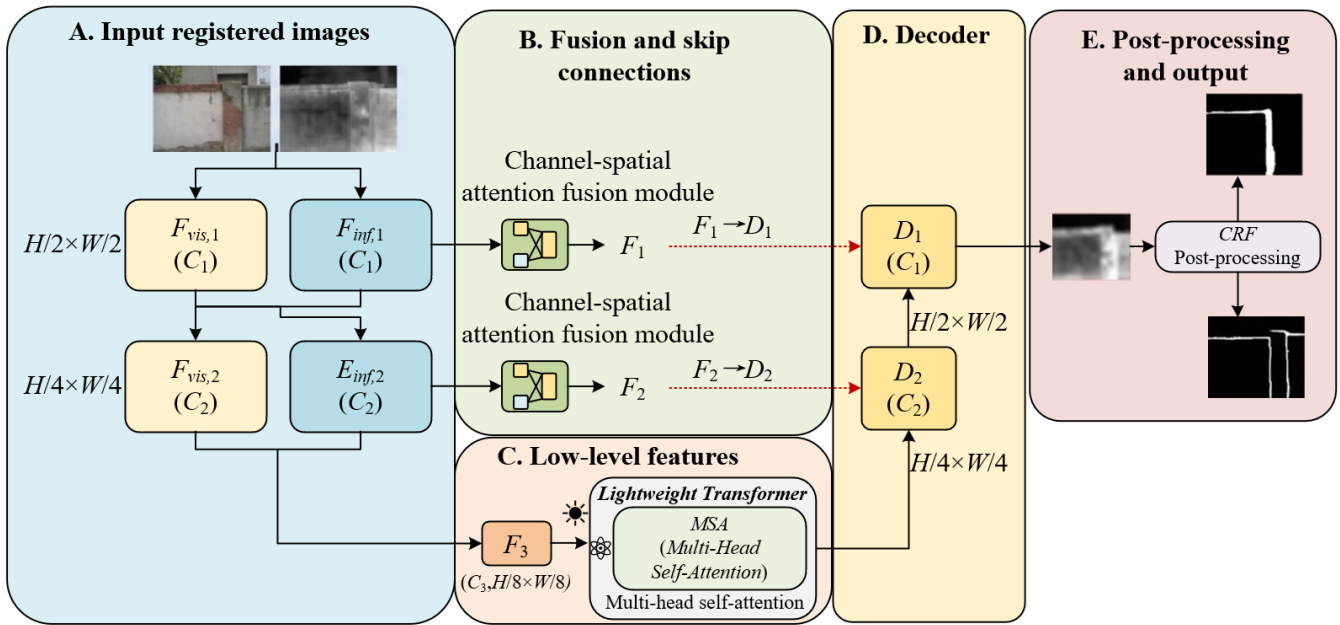 A. Input registered images
H/2×W/2
F_vis,1
(C_1)
F_inf,1
(C_1)
H/4×W/4
F_vis,2
(C_2)
E_inf,2
(C_2)
B. Fusion and skip
connections
Channel-spatial
attention fusion module
F_1
F_1→D_1
Channel-spatial
attention fusion module
F_2
F_2→D_2
C. Low-level features
F_3
(C_3,H/8×W/8)
Lightweight Transformer
MSA
(Multi-Head
Self-Attention)
Multi-head self-attention
D. Decoder
D_1
(C_1)
H/2×W/2
D_2
(C_2)
H/4×W/4
E. Post-processing
and output
CRF
Post-processing